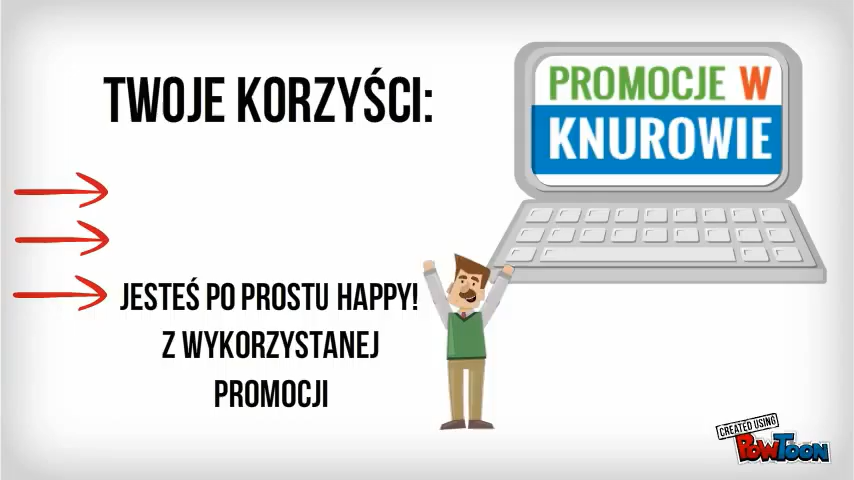 TWOJE KORZYŚCI:
PROMOCJE W
KNUROWIE
JESTEŚ PO PROSTU HAPPY!
Z WYKORZYSTANEJ
PROMOCJI
CREATED USING
POWTOON